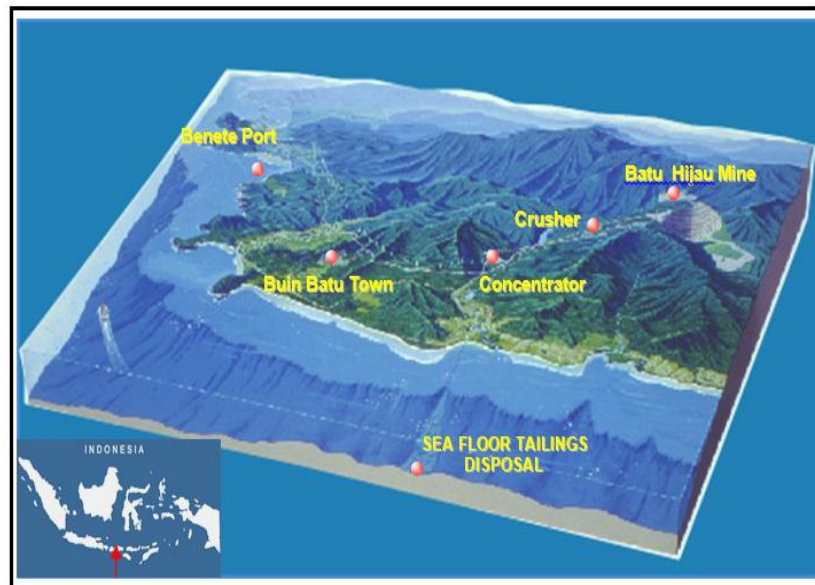 Benete Port
Batu Hijau Mine
Crusher
Buin Batu Town
Concentrator
SEA FLOOR TAILINGS
DISPOSAL
INDONESIA